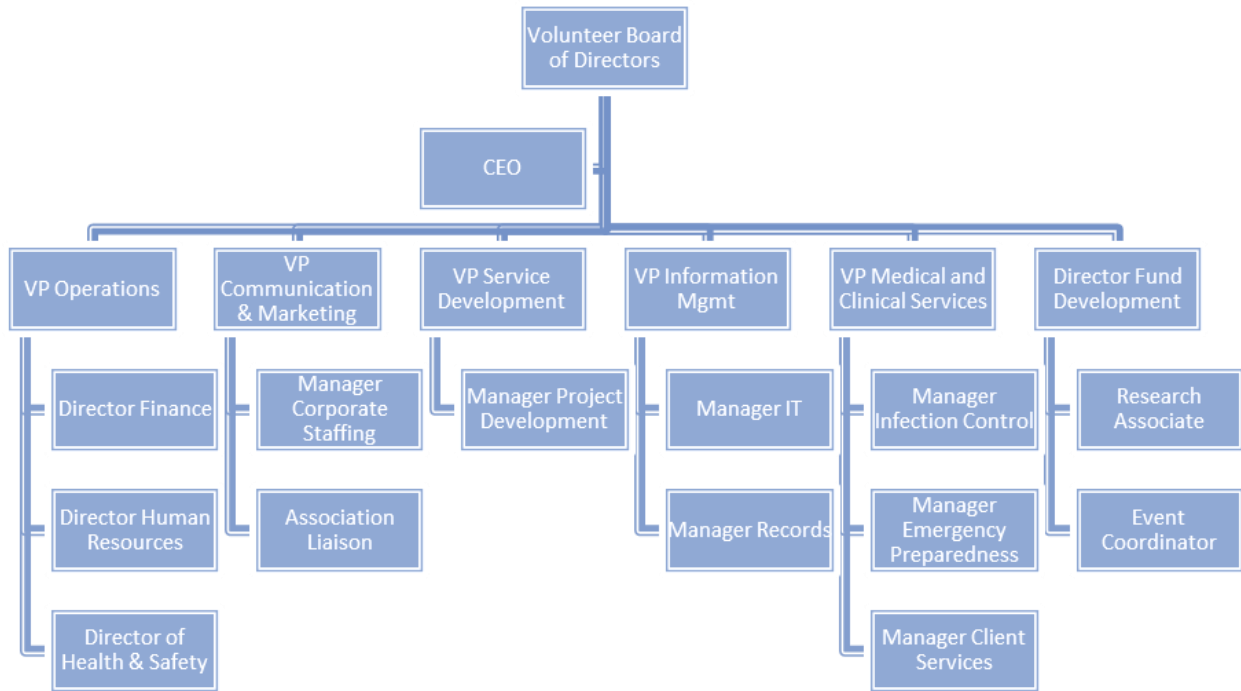 Volunteer Board
of Directors
CEO
VP Operations
VP
Communication
& Marketing
VP Service
Development
VP Information
Mgmt
VP Medical and
Clinical Services
Director Fund
Development
Director Finance
Manager
Corporate
Staffing
Manager Project
Development
Manager IT
Manager
Infection Control
Research
Associate
Director Human
Resources
Association
Liaison
Manager Records
Manager
Emergency
Preparedness
Event
Coordinator
Director of
Health & Safety
Manager Client
Services